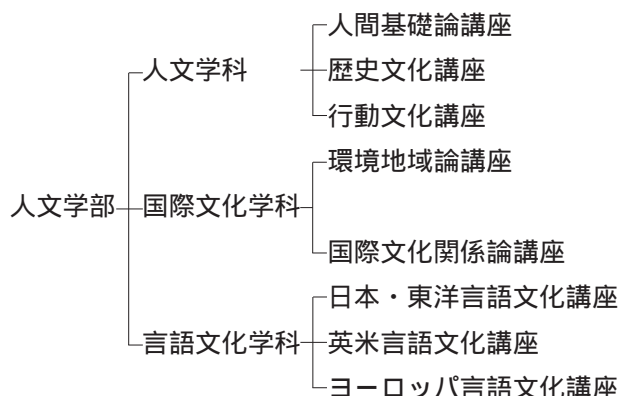 人間基礎論講座
人文学科
歴史文化講座
行動文化講座
環境地域論講座
人文学部
国際文化学科
国際文化関係論講座
日本・東洋言語文化講座
言語文化学科
英米言語文化講座
ヨーロッパ言語文化講座